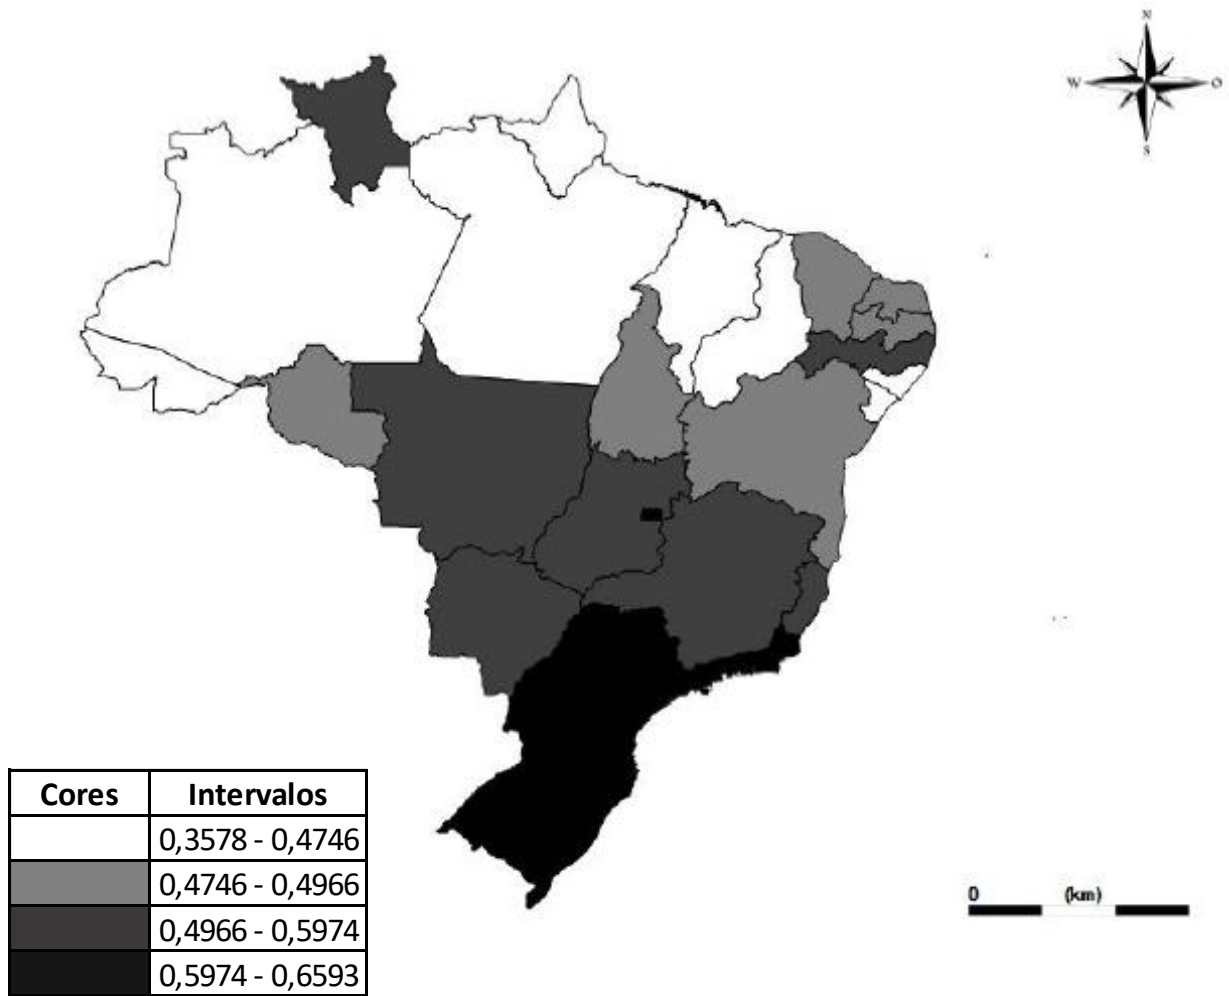 N
W O
S
Cores Intervalos
0,3578 - 0,4746
0,4746 - 0,4966
0,4966 - 0,5974
0,5974 - 0,6593
0 (km)